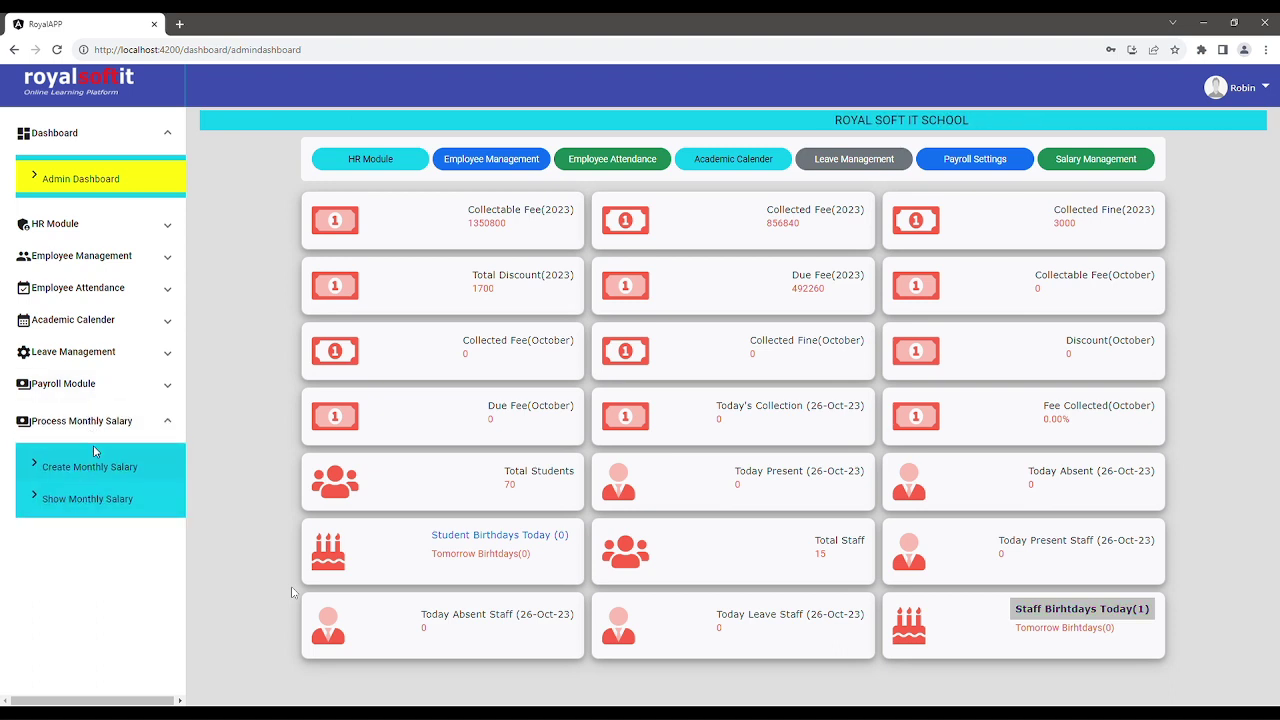 RoyalAPP
http://localhost:4200/dashboard/admindashboard
royalsoftit
Online Learning Platform
Robin
Dashboard
Admin Dashboard
HR Module
Employee Management
Employee Attendance
Academic Calender
Leave Management
Payroll Module
Process Monthly Salary
Create Monthly Salary
Show Monthly Salary
ROYAL SOFT IT SCHOOL
HR Module Employee Management Employee Attendance Academic Calender Leave Management Payroll Settings Salary Management
Collectable Fee(2023)
1350800
Collected Fee(2023)
856840
Collected Fine(2023)
3000
Total Discount(2023)
1700
Due Fee(2023)
492260
Collectable Fee(October)
0
Collected Fee(October)
0
Collected Fine(October)
0
Discount(October)
0
Due Fee(October)
0
Today's Collection (26-Oct-23)
0
Fee Collected(October)
0.00%
Total Students
70
Today Present (26-Oct-23)
0
Today Absent (26-Oct-23)
0
Student Birthdays Today (0)
Tomorrow Birhtdays(0)
Total Staff
15
Today Present Staff (26-Oct-23)
0
Today Absent Staff (26-Oct-23)
0
Today Leave Staff (26-Oct-23)
0
Staff Birhtdays Today(1)
Tomorrow Birhtdays(0)